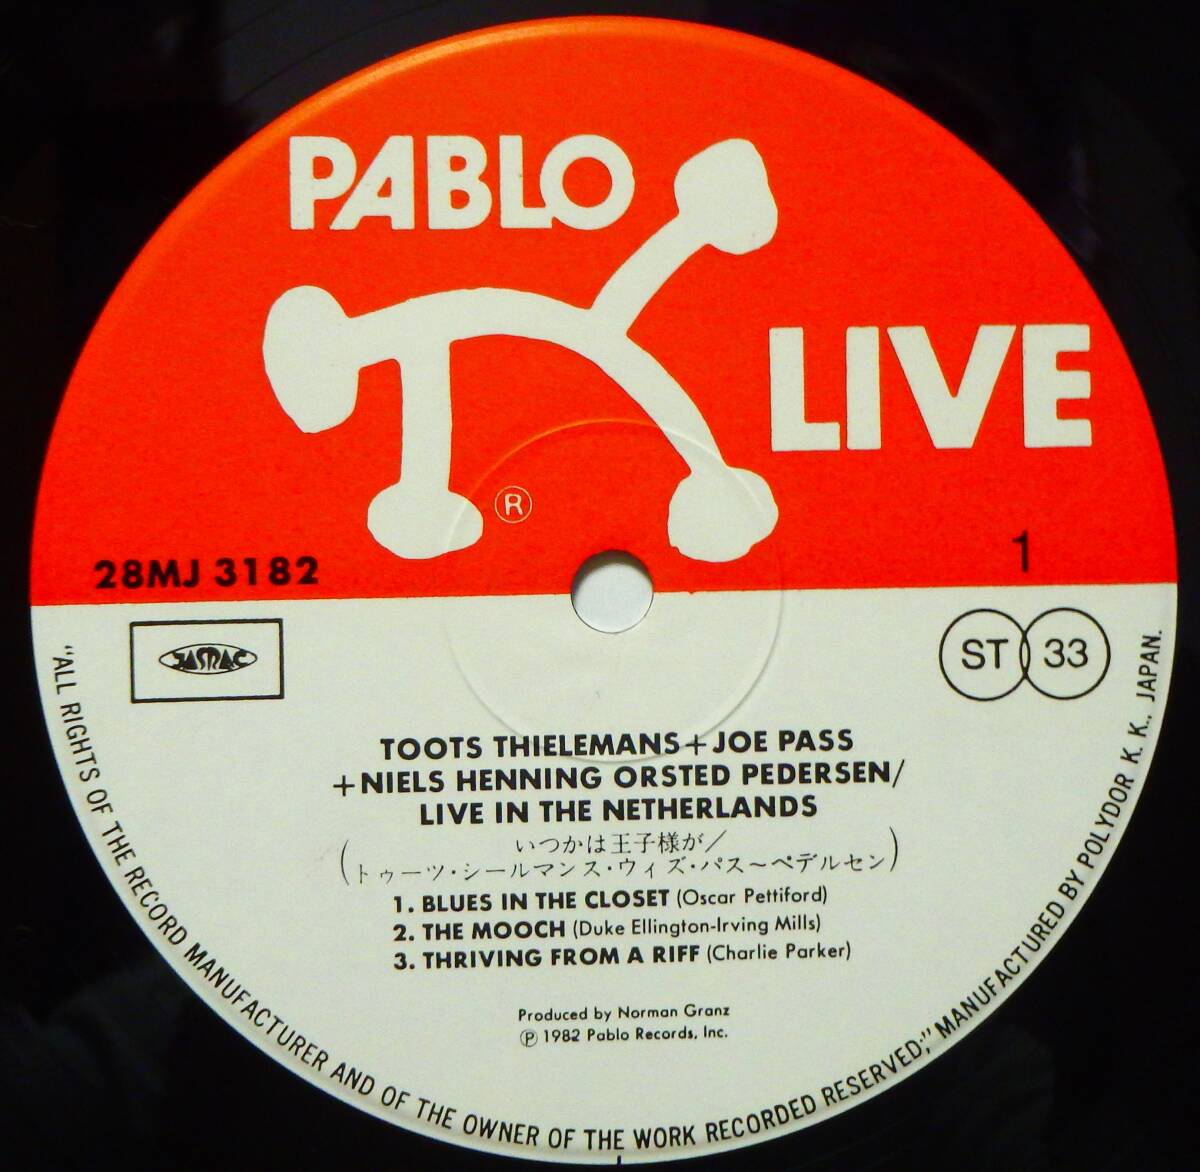 PABLO
LIVE
®
28MJ 3182
1
JASRAC
ST 33
TOOTS THIELEMANS + JOE PASS
+ NIELS HENNING ORSTED PEDERSEN/
LIVE IN THE NETHERLANDS
(いつかは王子様が/
トゥーツ・シールマンス・ウィズ・パス〜ペデルセン)
1. BLUES IN THE CLOSET (Oscar Pettiford)
2. THE MOOCH (Duke Ellington-Irving Mills)
3. THRIVING FROM A RIFF (Charlie Parker)
Produced by Norman Granz
℗ 1982 Pablo Records, Inc.
"ALL RIGHTS OF THE RECORD MANUFACTURER AND OF THE OWNER OF THE WORK RECORDED RESERVED;" MANUFACTURED BY POLYDOR K. K., JAPAN.